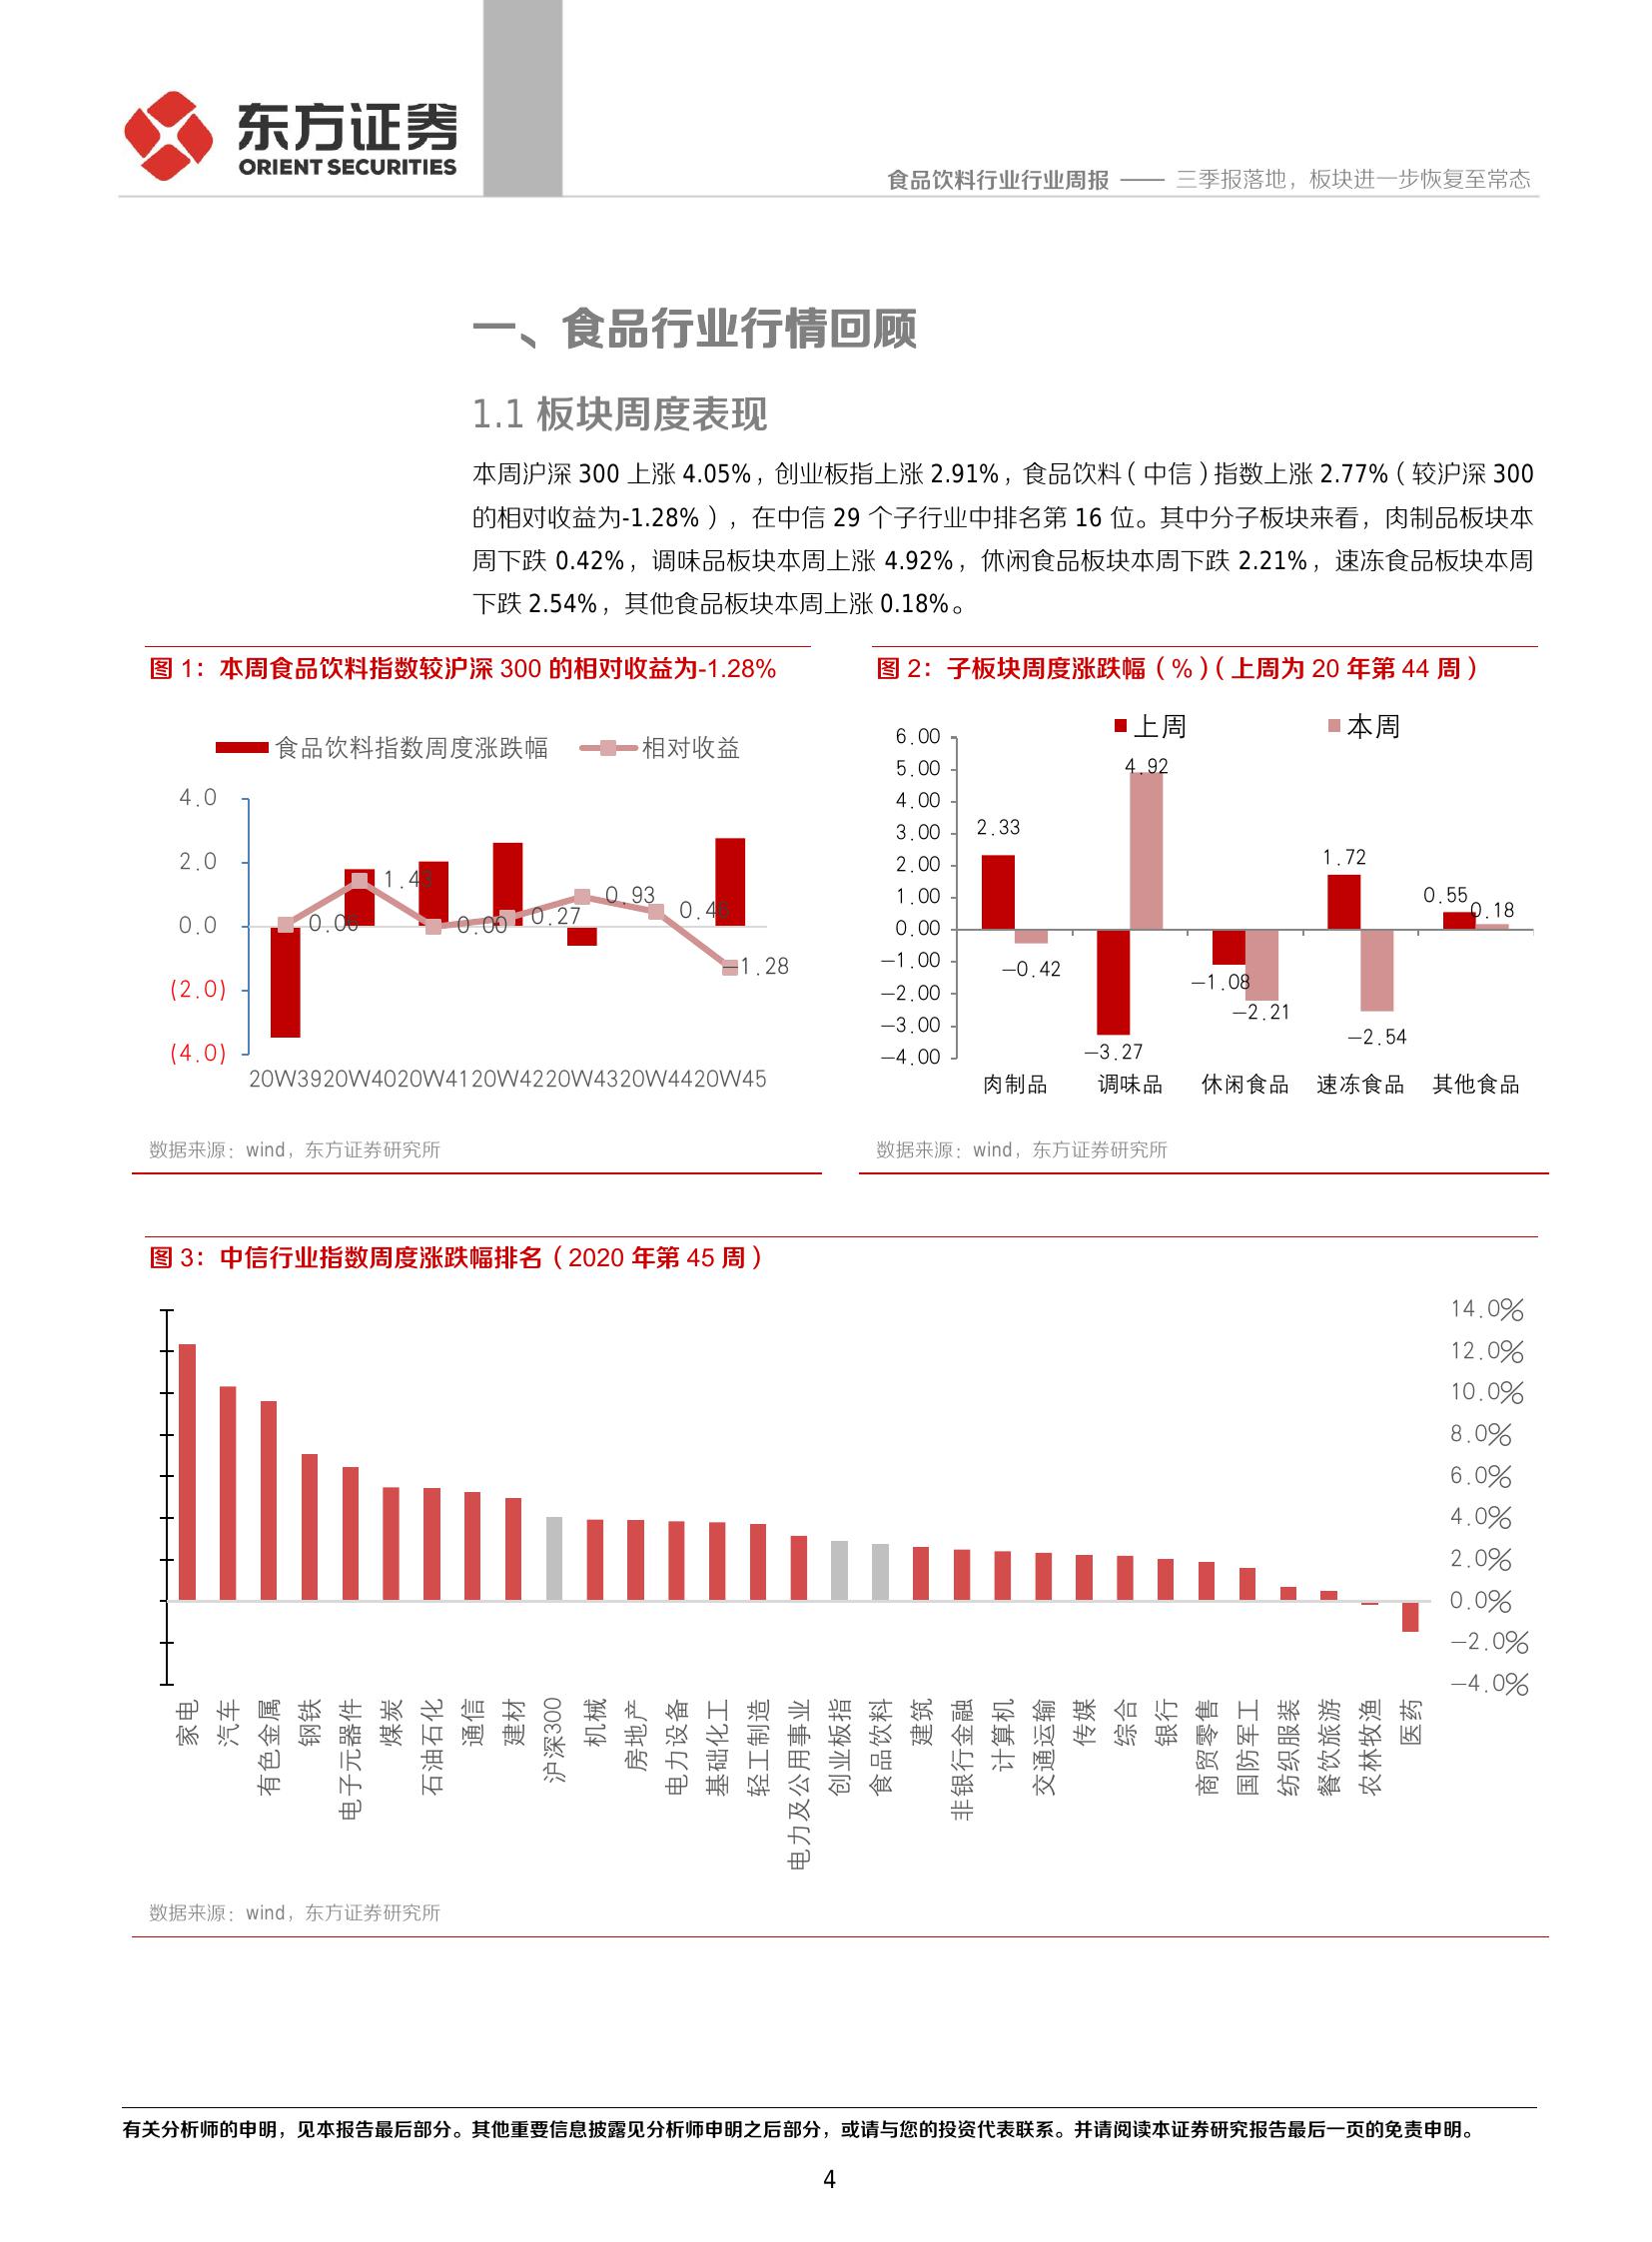 东方证券
ORIENT SECURITIES
食品饮料行业行业周报 —— 三季报落地，板块进一步恢复至常态
一、食品行业行情回顾
1.1 板块周度表现
本周沪深 300 上涨 4.05%，创业板指上涨 2.91%，食品饮料（中信）指数上涨 2.77%（较沪深 300
的相对收益为-1.28%），在中信 29 个子行业中排名第 16 位。其中分子板块来看，肉制品板块本
周下跌 0.42%，调味品板块本周上涨 4.92%，休闲食品板块本周下跌 2.21%，速冻食品板块本周
下跌 2.54%，其他食品板块本周上涨 0.18%。
图 1：本周食品饮料指数较沪深 300 的相对收益为-1.28%
食品饮料指数周度涨跌幅 相对收益
4.0
2.0
0.0
(2.0)
(4.0)
0.06
1.43
0.00
0.27
0.93
0.46
-1.28
20W39 20W40 20W41 20W42 20W43 20W44 20W45
数据来源：wind，东方证券研究所
图 2：子板块周度涨跌幅（%）（上周为 20 年第 44 周）
上周 本周
6.00
5.00
4.00
3.00
2.00
1.00
0.00
-1.00
-2.00
-3.00
-4.00
2.33
-0.42
-3.27
4.92
-1.08
-2.21
1.72
-2.54
0.55
0.18
肉制品 调味品 休闲食品 速冻食品 其他食品
数据来源：wind，东方证券研究所
图 3：中信行业指数周度涨跌幅排名（2020 年第 45 周）
14.0%
12.0%
10.0%
8.0%
6.0%
4.0%
2.0%
0.0%
-2.0%
-4.0%
家电
汽车
有色金属
钢铁
电子元器件
煤炭
石油石化
通信
建材
沪深300
机械
房地产
电力设备
基础化工
轻工制造
电力及公用事业
创业板指
食品饮料
建筑
非银行金融
计算机
交通运输
传媒
综合
银行
商贸零售
国防军工
纺织服装
餐饮旅游
农林牧渔
医药
数据来源：wind，东方证券研究所
有关分析师的申明，见本报告最后部分。其他重要信息披露见分析师申明之后部分，或请与您的投资代表联系。并请阅读本证券研究报告最后一页的免责申明。
4